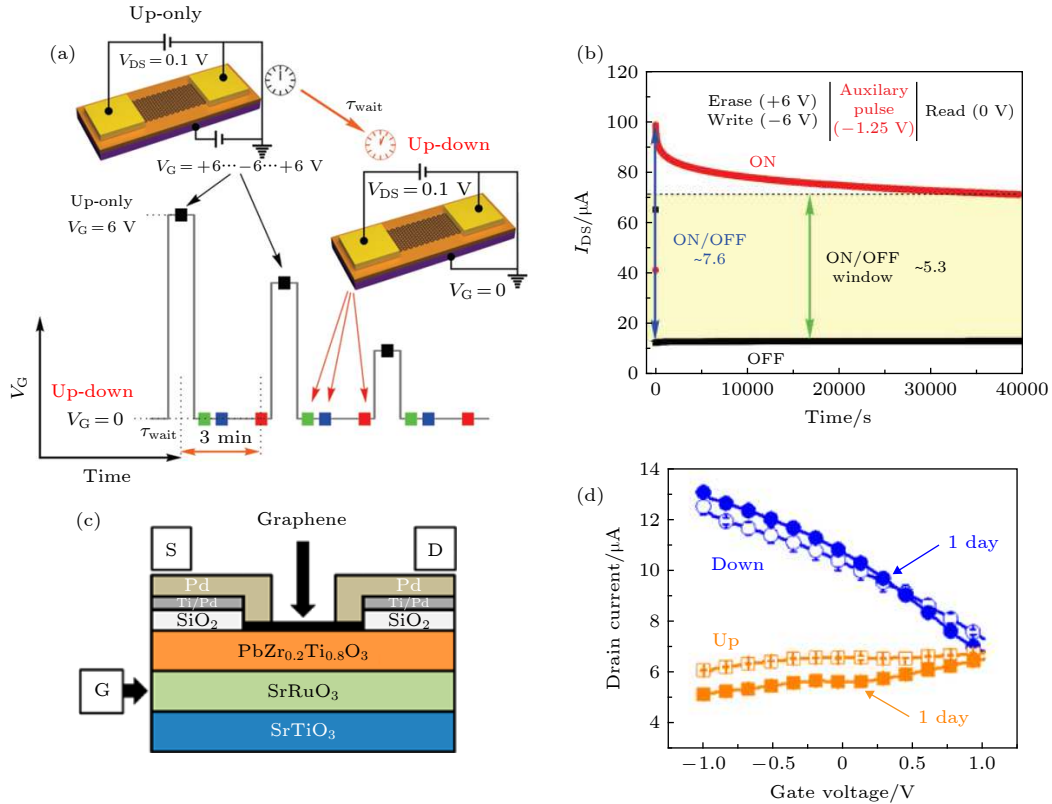 (a)
Up-only
V_DS=0.1 V
τ_wait
Up-down
V_G=+6···−6···+6 V
V_DS=0.1 V
Up-only
V_G=6 V
V_G=0
V_G
Up-down
V_G=0
τ_wait
3 min
Time
(b)
120
100
80
60
40
20
0
I_DS/μA
Erase (+6 V)
Write (−6 V)
Auxilary
pulse
(−1.25 V)
Read (0 V)
ON
ON/OFF
~7.6
ON/OFF
window
~5.3
OFF
0
10000
20000
30000
40000
Time/s
(c)
Graphene
S
D
Pd
Pd
Ti/Pd
Ti/Pd
SiO₂
SiO₂
PbZr₀.₂Ti₀.₈O₃
G
SrRuO₃
SrTiO₃
(d)
14
12
10
8
6
4
Drain current/μA
1 day
Down
Up
1 day
−1.0
−0.5
0
0.5
1.0
Gate voltage/V